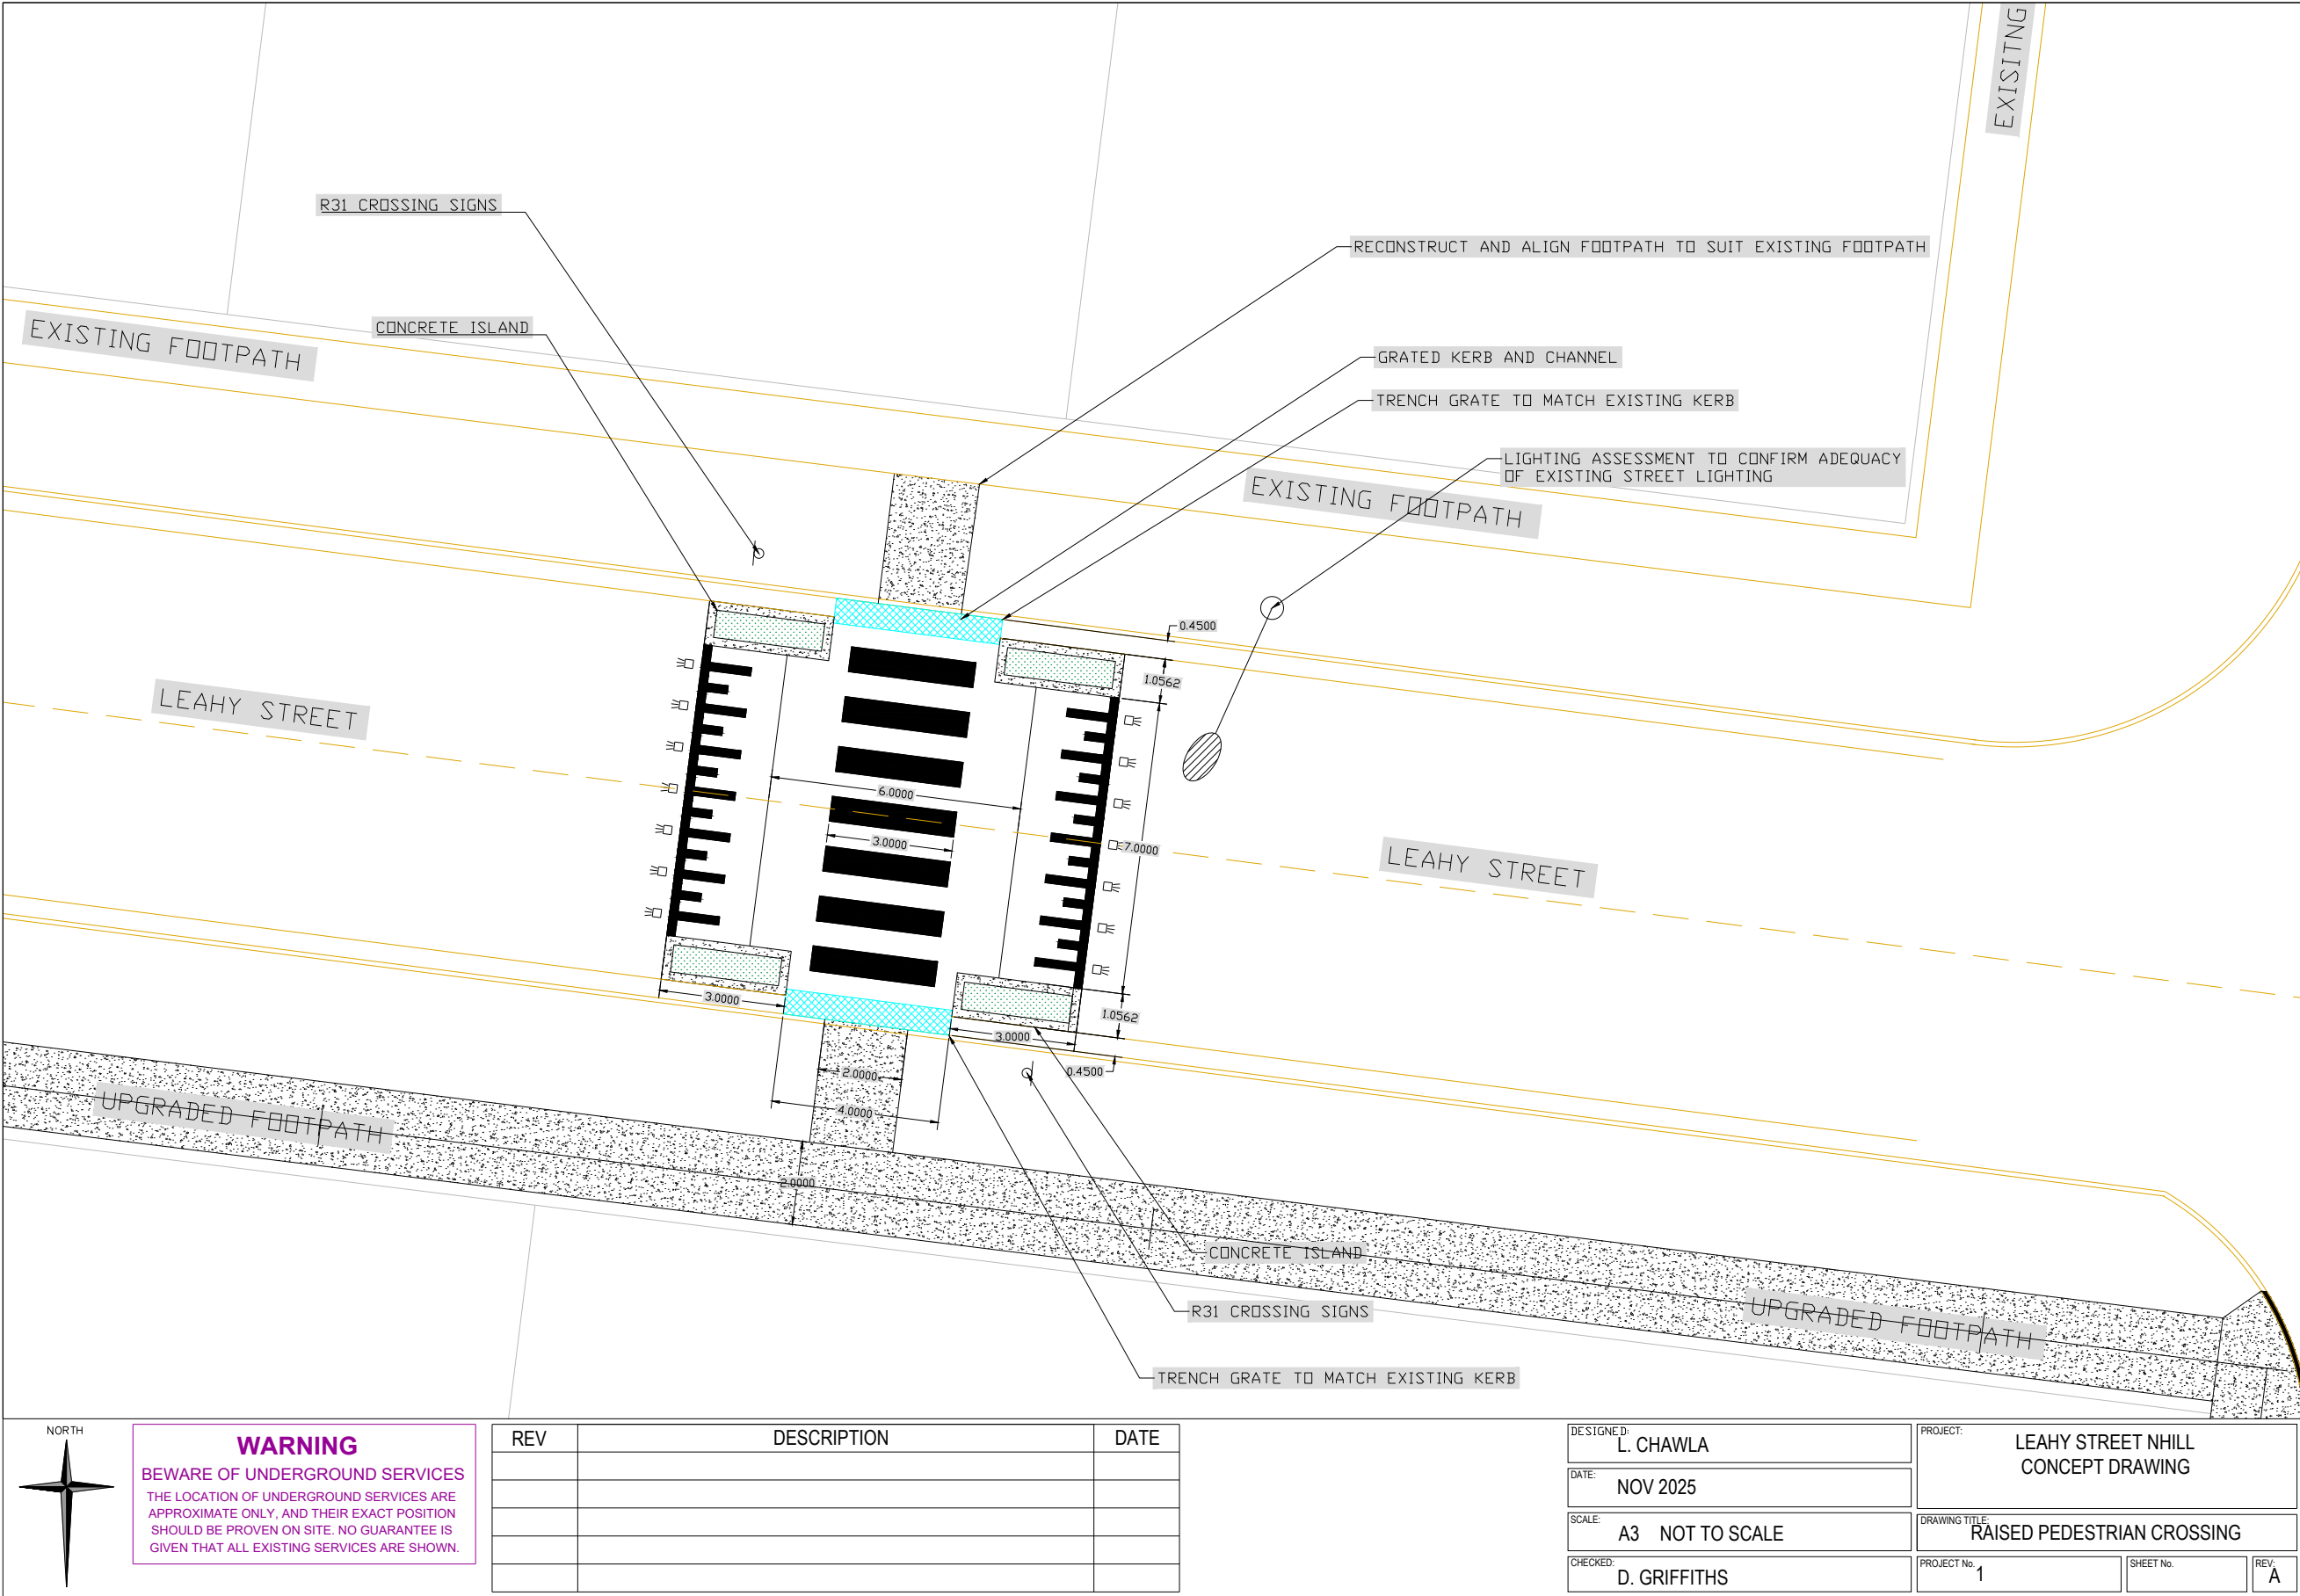 EXISITNG
R31 CROSSING SIGNS
RECONSTRUCT AND ALIGN FOOTPATH TO SUIT EXISTING FOOTPATH
CONCRETE ISLAND
EXISTING FOOTPATH
GRATED KERB AND CHANNEL
TRENCH GRATE TO MATCH EXISTING KERB
LIGHTING ASSESSMENT TO CONFIRM ADEQUACY
OF EXISTING STREET LIGHTING
EXISTING FOOTPATH
0.4500
1.0562
LEAHY STREET
6.0000
3.0000
7.0000
LEAHY STREET
3.0000
1.0562
3.0000
0.4500
2.0000
4.0000
UPGRADED FOOTPATH
2.0000
CONCRETE ISLAND
R31 CROSSING SIGNS
UPGRADED FOOTPATH
TRENCH GRATE TO MATCH EXISTING KERB
NORTH
WARNING
BEWARE OF UNDERGROUND SERVICES
THE LOCATION OF UNDERGROUND SERVICES ARE
APPROXIMATE ONLY, AND THEIR EXACT POSITION
SHOULD BE PROVEN ON SITE. NO GUARANTEE IS
GIVEN THAT ALL EXISTING SERVICES ARE SHOWN.
REV DESCRIPTION DATE
DESIGNED:
L. CHAWLA
DATE:
NOV 2025
SCALE:
A3 NOT TO SCALE
CHECKED:
D. GRIFFITHS
PROJECT:
LEAHY STREET NHILL
CONCEPT DRAWING
DRAWING TITLE:
RAISED PEDESTRIAN CROSSING
PROJECT No.
1
SHEET No.
REV:
A